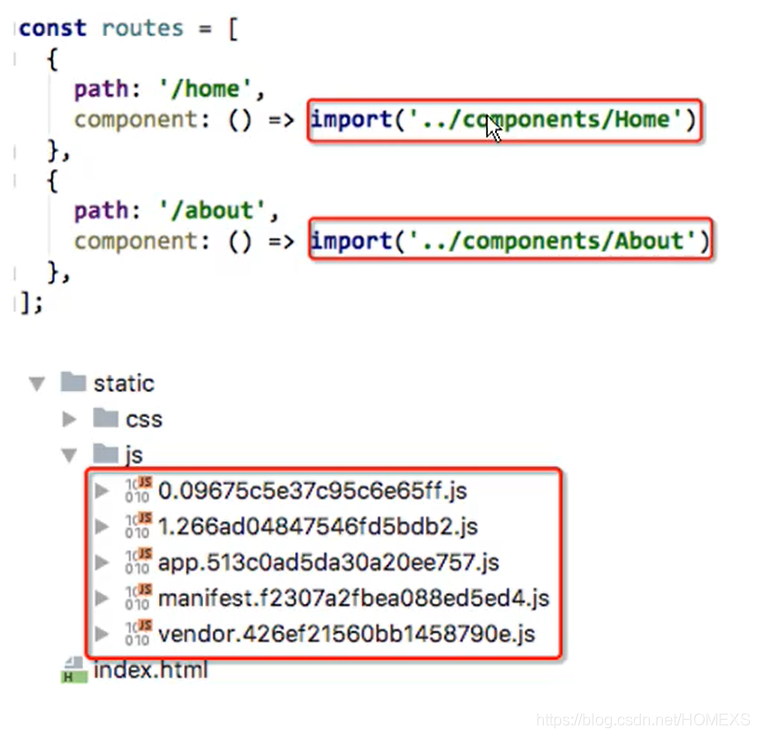 const routes = [
{
path: '/home',
component: () => import('../components/Home')
},
{
path: '/about',
component: () => import('../components/About')
},
];
static
css
js
0.09675c5e37c95c6e65ff.js
1.266ad04847546fd5bdb2.js
app.513c0ad5da30a20ee757.js
manifest.f2307a2fbea088ed5ed4.js
vendor.426ef21560bb1458790e.js
index.html
https://blog.csdn.net/HOMEXS